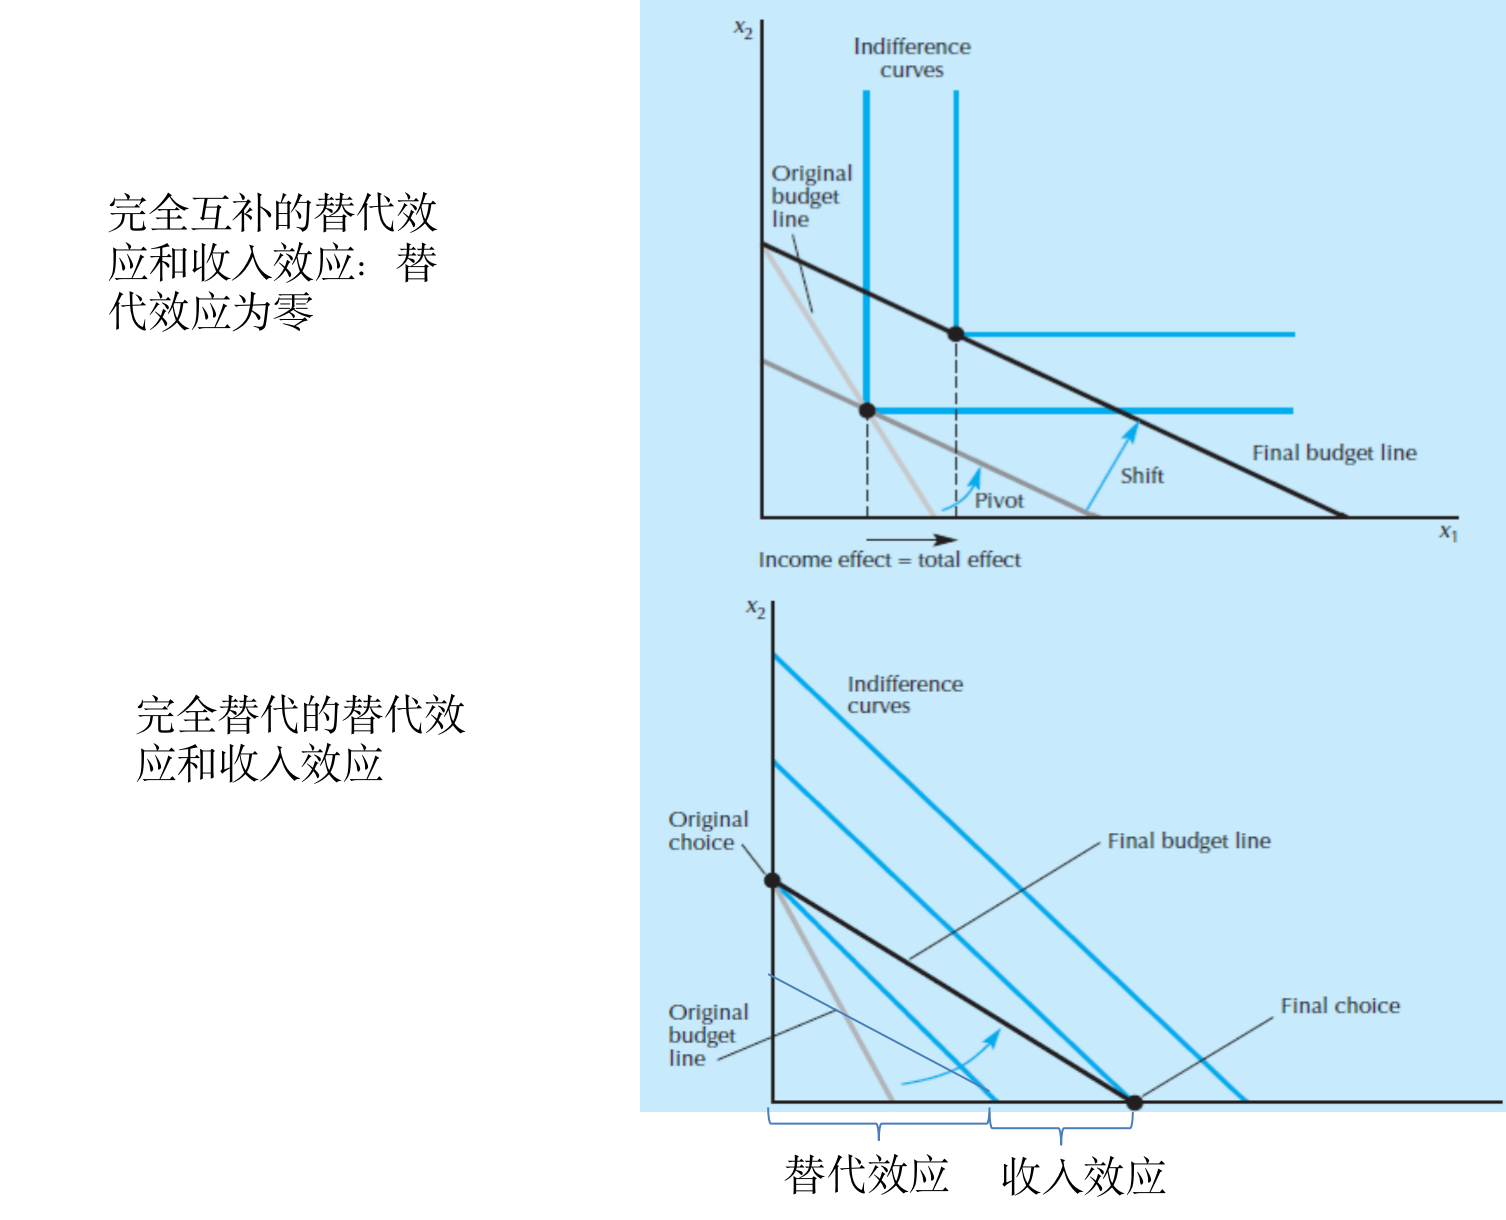 x₂
Indifference
curves
Original
budget
line
完全互补的替代效
应和收入效应：替
代效应为零
Final budget line
Shift
Pivot
x₁
Income effect = total effect
x₂
Indifference
curves
完全替代的替代效
应和收入效应
Original
choice
Final budget line
Original
budget
line
Final choice
替代效应
收入效应